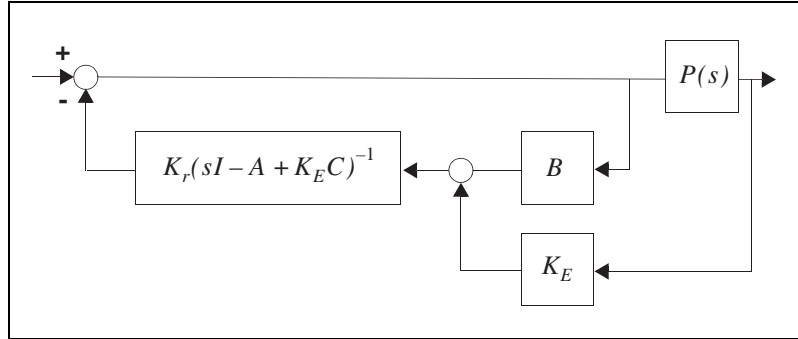 +
P(s)
-
K_r(sI – A + K_E C)^{–1}
B
K_E